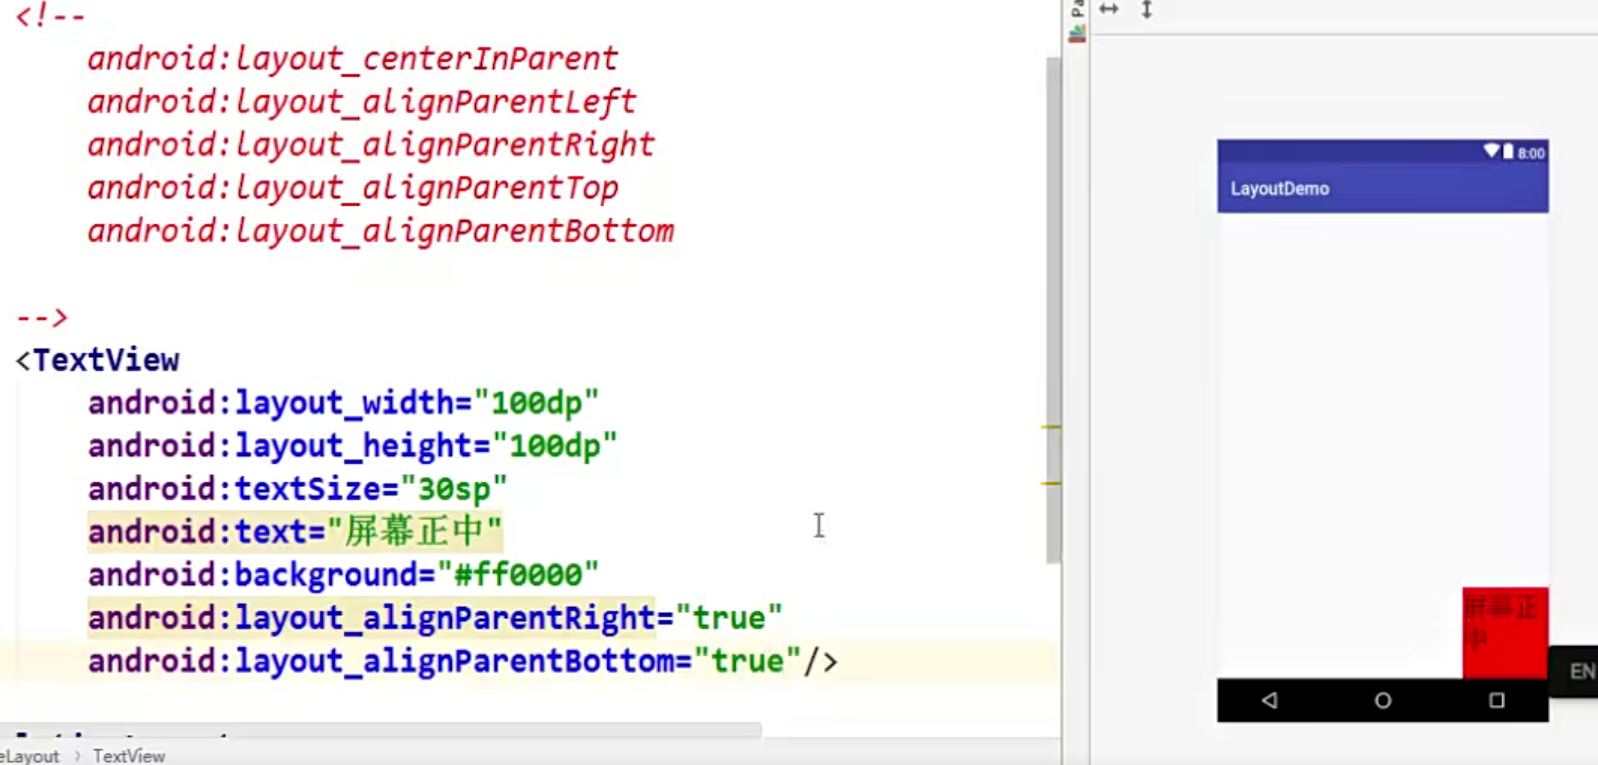 <!--
android:layout_centerInParent
android:layout_alignParentLeft
android:layout_alignParentRight
android:layout_alignParentTop
android:layout_alignParentBottom
-->
<TextView
android:layout_width="100dp"
android:layout_height="100dp"
android:textSize="30sp"
android:text="屏幕正中"
android:background="#ff0000"
android:layout_alignParentRight="true"
android:layout_alignParentBottom="true"/>
eLayout › TextView
Pa
8:00
LayoutDemo
屏幕正
中
EN